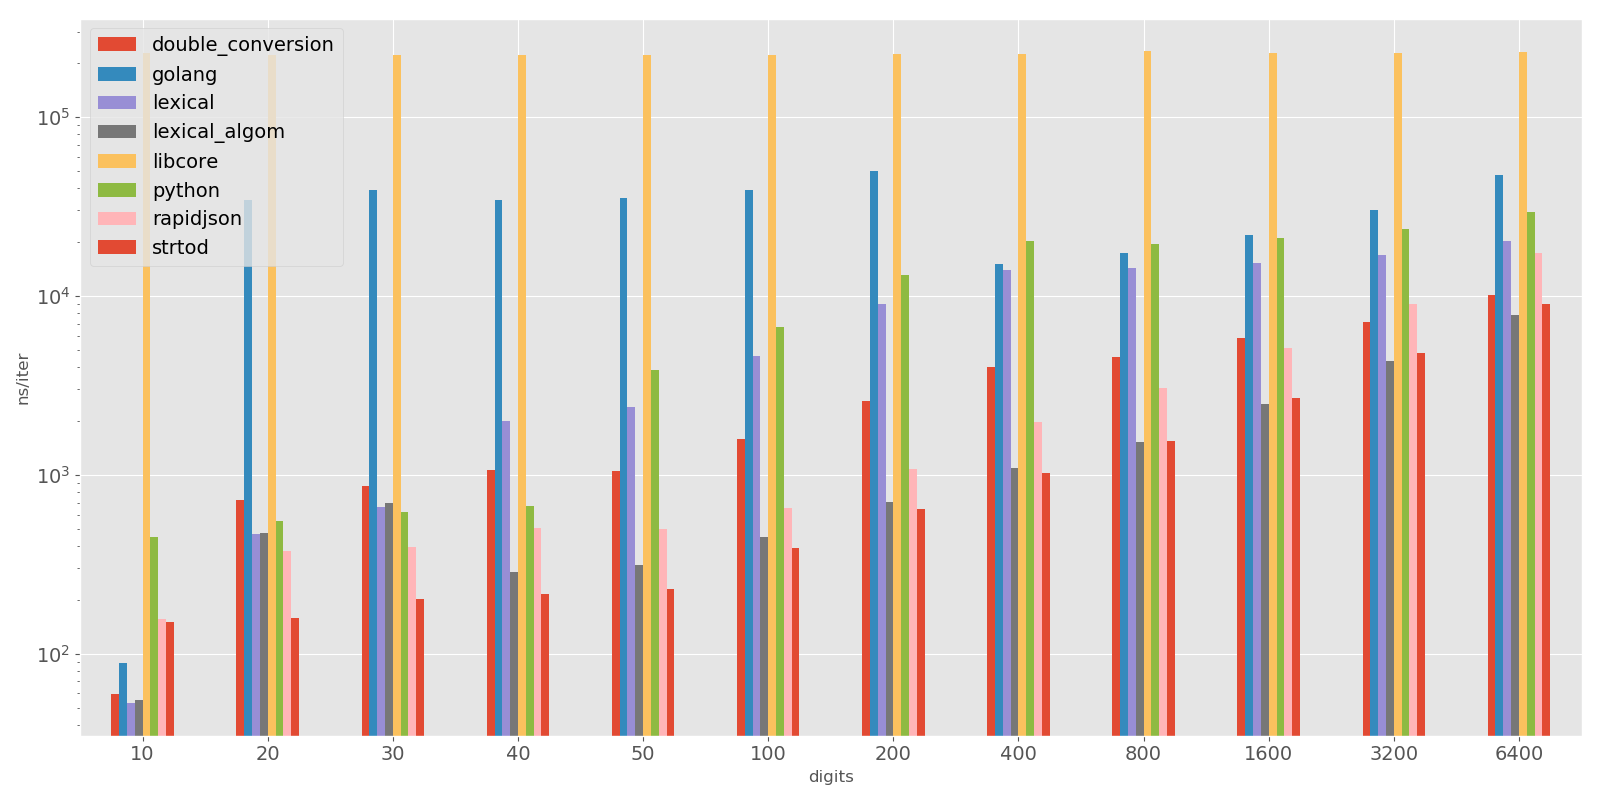 double_conversion
golang
lexical
lexical_algom
libcore
python
rapidjson
strtod
10^5
10^4
10^3
10^2
ns/iter
10 20 30 40 50 100 200 400 800 1600 3200 6400
digits